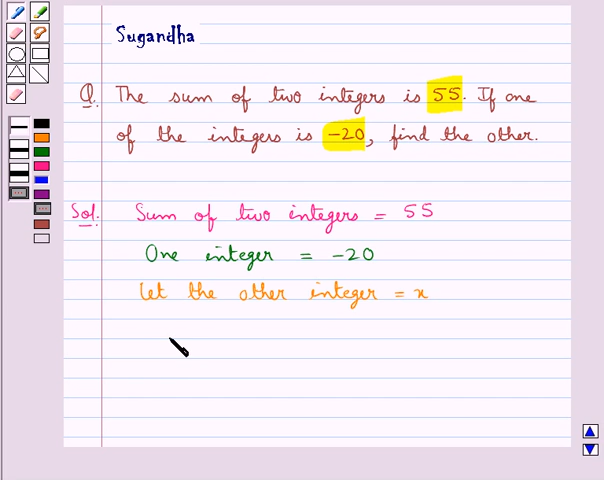 Sugandha
Q. The sum of two integers is 55. If one
of the integers is -20, find the other.
Sol. Sum of two integers = 55
One integer = -20
Let the other integer = x